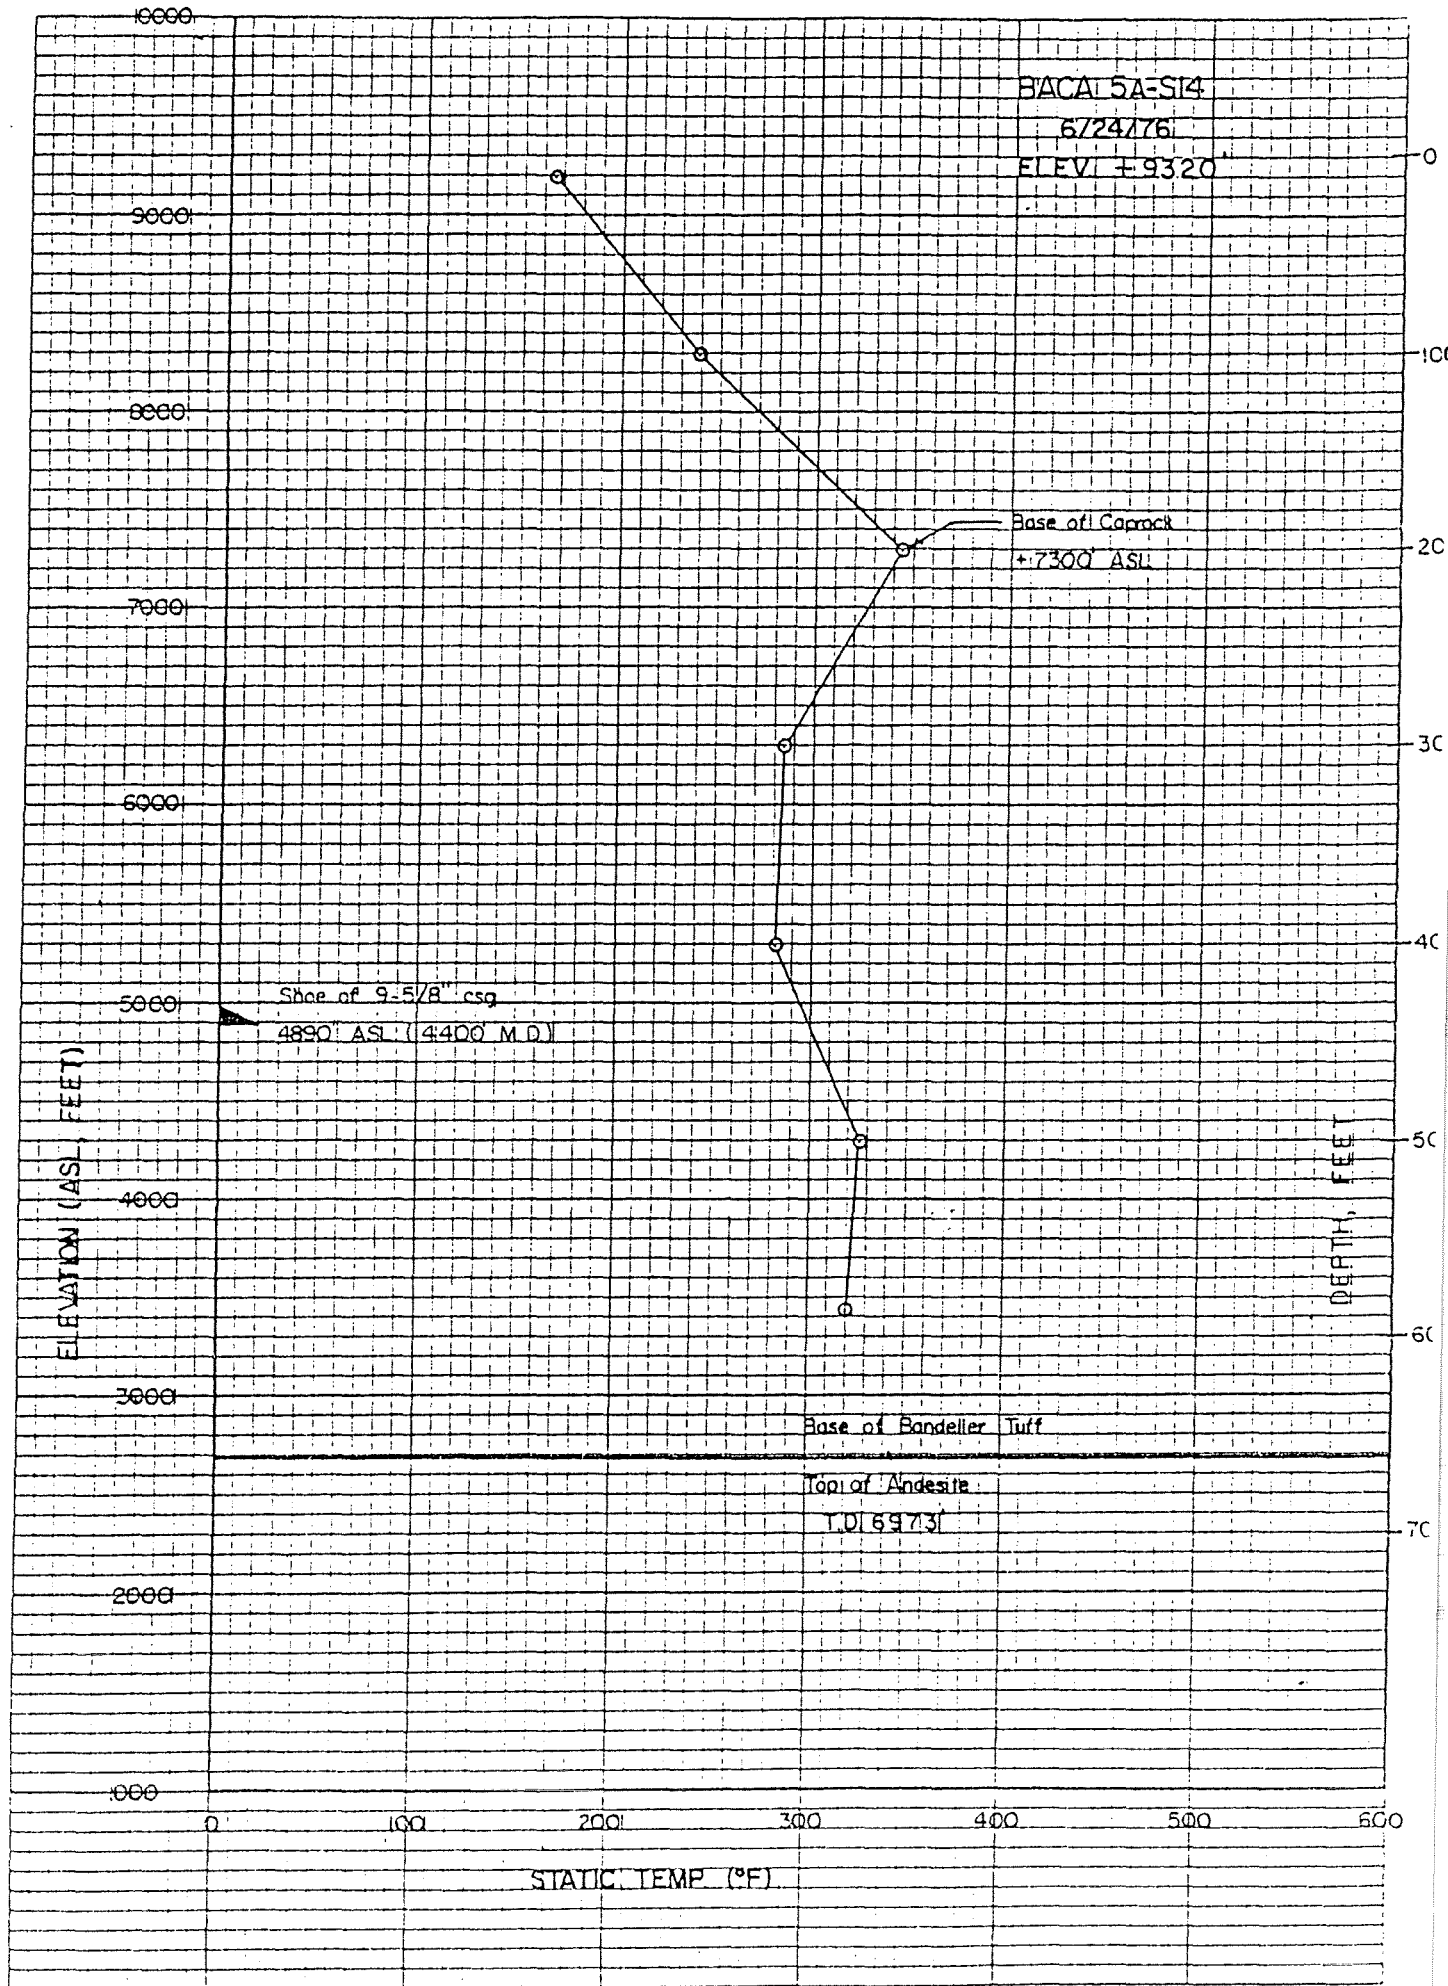 10000
BACA 5A-S14
6/24/76
ELEV. +9320'
0
9000
100
8000
Base of Caprock
+7300' ASL
20
7000
30
6000
40
5000
Shoe of 9-5/8" csg
4890' ASL (4400' M.D.)
50
4000
ELEVATION (ASL, FEET)
DEPTH, FEET
60
3000
Base of Bandelier Tuff
Top of Andesite
T.D. 6973'
70
2000
1000
0 100 200 300 400 500 600
STATIC TEMP. (°F)